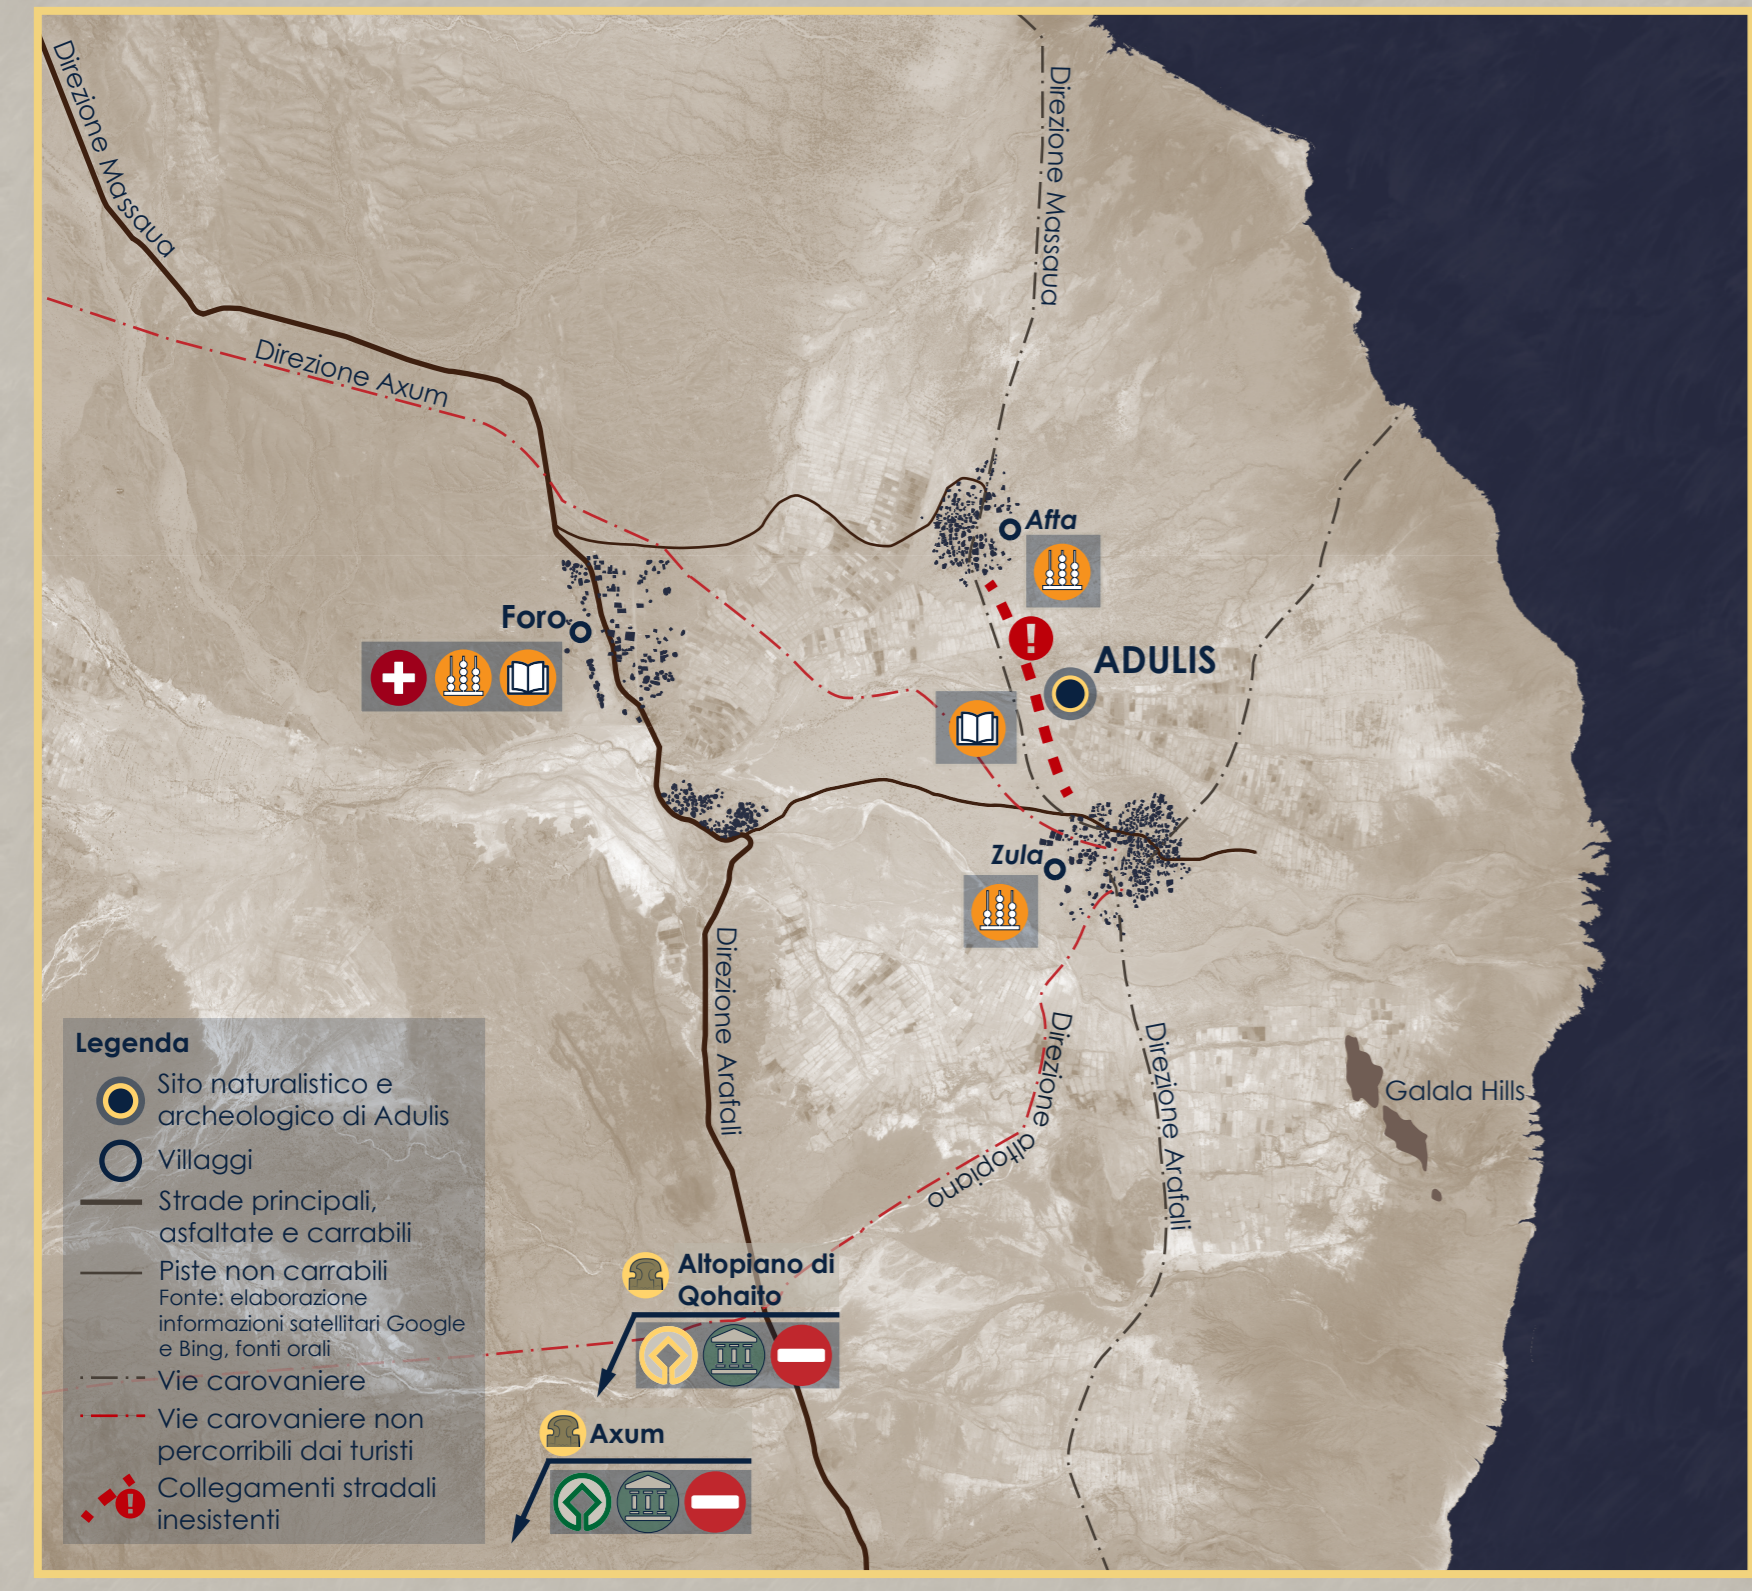 Direzione Massaua
Direzione Massaua
Direzione Axum
Afta
Foro
ADULIS
Zula
Direzione Arafali
Direzione altopiano
Direzione Arafali
Galala Hills
Altopiano di
Qohaito
Axum
Legenda
Sito naturalistico e
archeologico di Adulis
Villaggi
Strade principali,
asfaltate e carrabili
Piste non carrabili
Fonte: elaborazione
informazioni satellitari Google
e Bing, fonti orali
Vie carovaniere
Vie carovaniere non
percorribili dai turisti
Collegamenti stradali
inesistenti